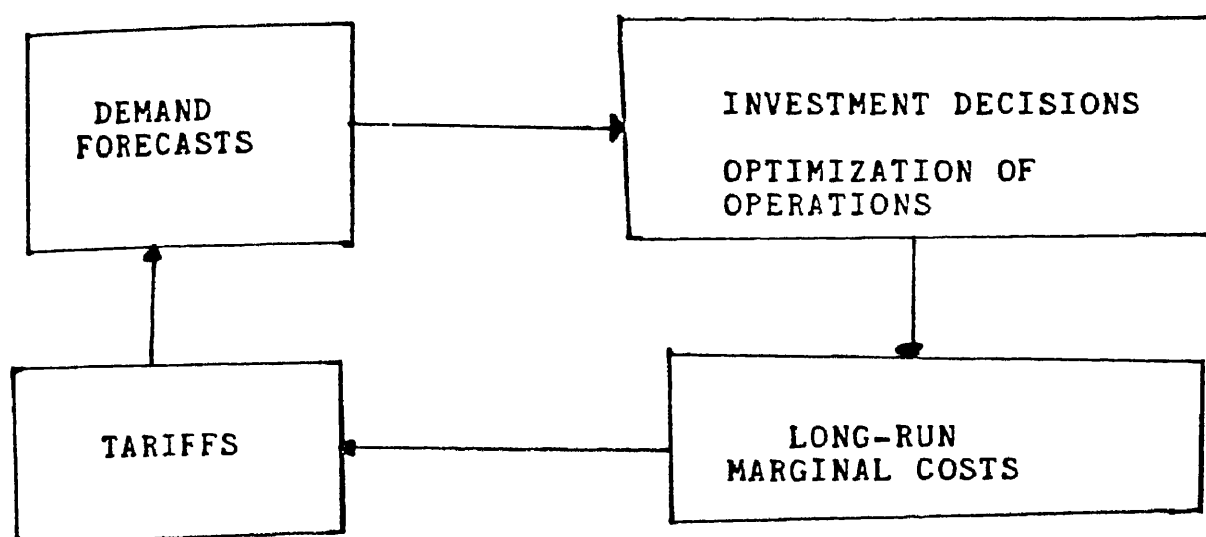 DEMAND
FORECASTS
INVESTMENT DECISIONS
OPTIMIZATION OF
OPERATIONS
TARIFFS
LONG-RUN
MARGINAL COSTS